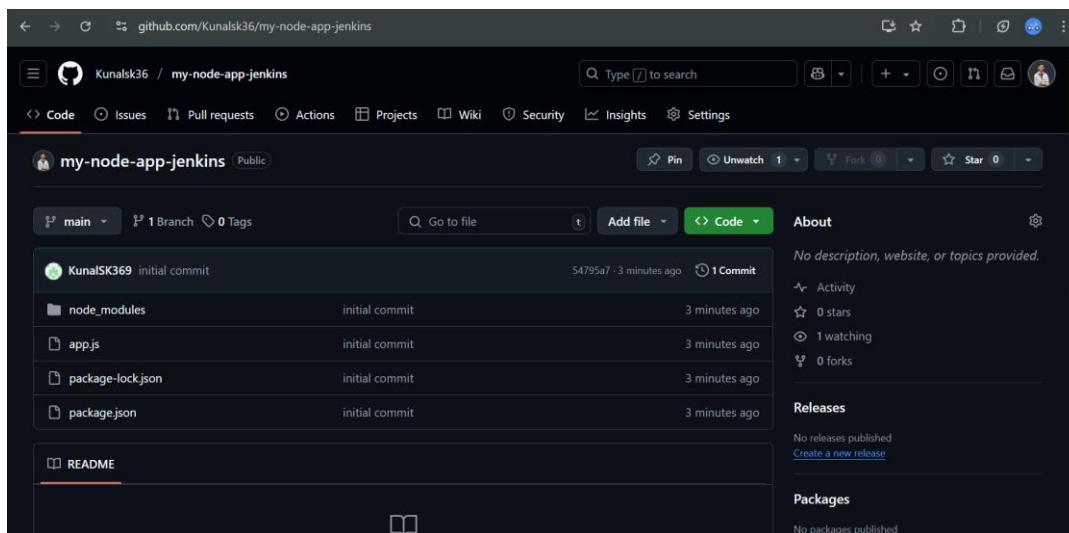 github.com/Kunalsk36/my-node-app-jenkins
Kunalsk36 / my-node-app-jenkins
Type / to search
Code Issues Pull requests Actions Projects Wiki Security Insights Settings
my-node-app-jenkins Public
Pin Unwatch 1 Fork 0 Star 0
main 1 Branch 0 Tags Go to file t Add file Code
About
No description, website, or topics provided.
KunalSK369 initial commit 54795a7 · 3 minutes ago 1 Commit
Activity
node_modules initial commit 3 minutes ago
0 stars
app.js initial commit 3 minutes ago
1 watching
0 forks
package-lock.json initial commit 3 minutes ago
package.json initial commit 3 minutes ago
Releases
No releases published
Create a new release
README
Packages
No packages published